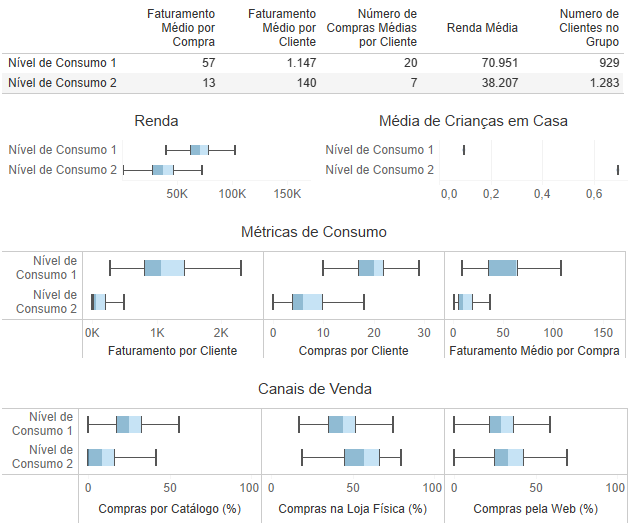 Faturamento Médio por Compra
Faturamento Médio por Cliente
Número de Compras Médias por Cliente
Renda Média
Número de Clientes no Grupo
Nível de Consumo 1 57 1.147 20 70.951 929
Nível de Consumo 2 13 140 7 38.207 1.283
Renda
Nível de Consumo 1
Nível de Consumo 2
50K 100K 150K
Média de Crianças em Casa
Nível de Consumo 1
Nível de Consumo 2
0,0 0,2 0,4 0,6
Métricas de Consumo
Nível de
Consumo 1
Nível de
Consumo 2
0K 1K 2K
0 10 20 30
0 50 100 150
Faturamento por Cliente
Compras por Cliente
Faturamento Médio por Compra
Canais de Venda
Nível de
Consumo 1
Nível de
Consumo 2
0 50 100
0 50 100
0 50 100
Compras por Catálogo (%)
Compras na Loja Física (%)
Compras pela Web (%)